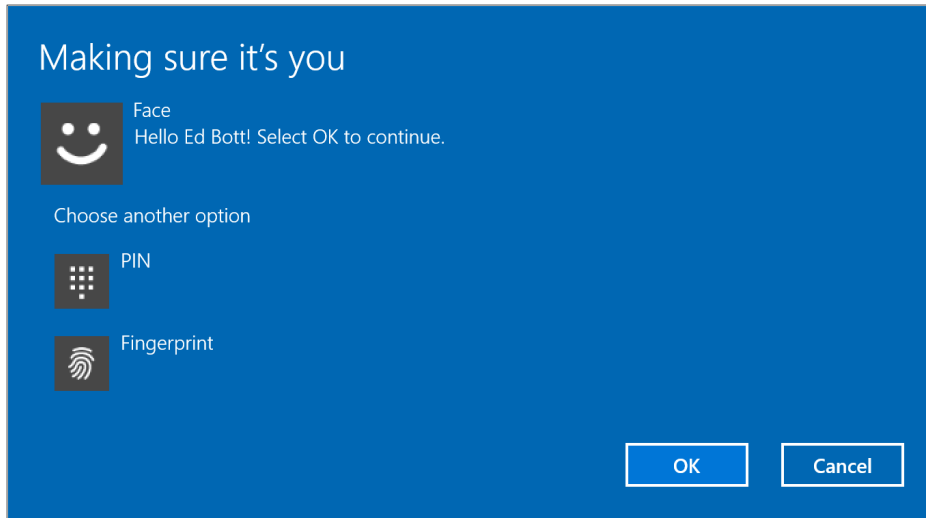 Making sure it's you
Face
Hello Ed Bott! Select OK to continue.
Choose another option
PIN
Fingerprint
OK
Cancel